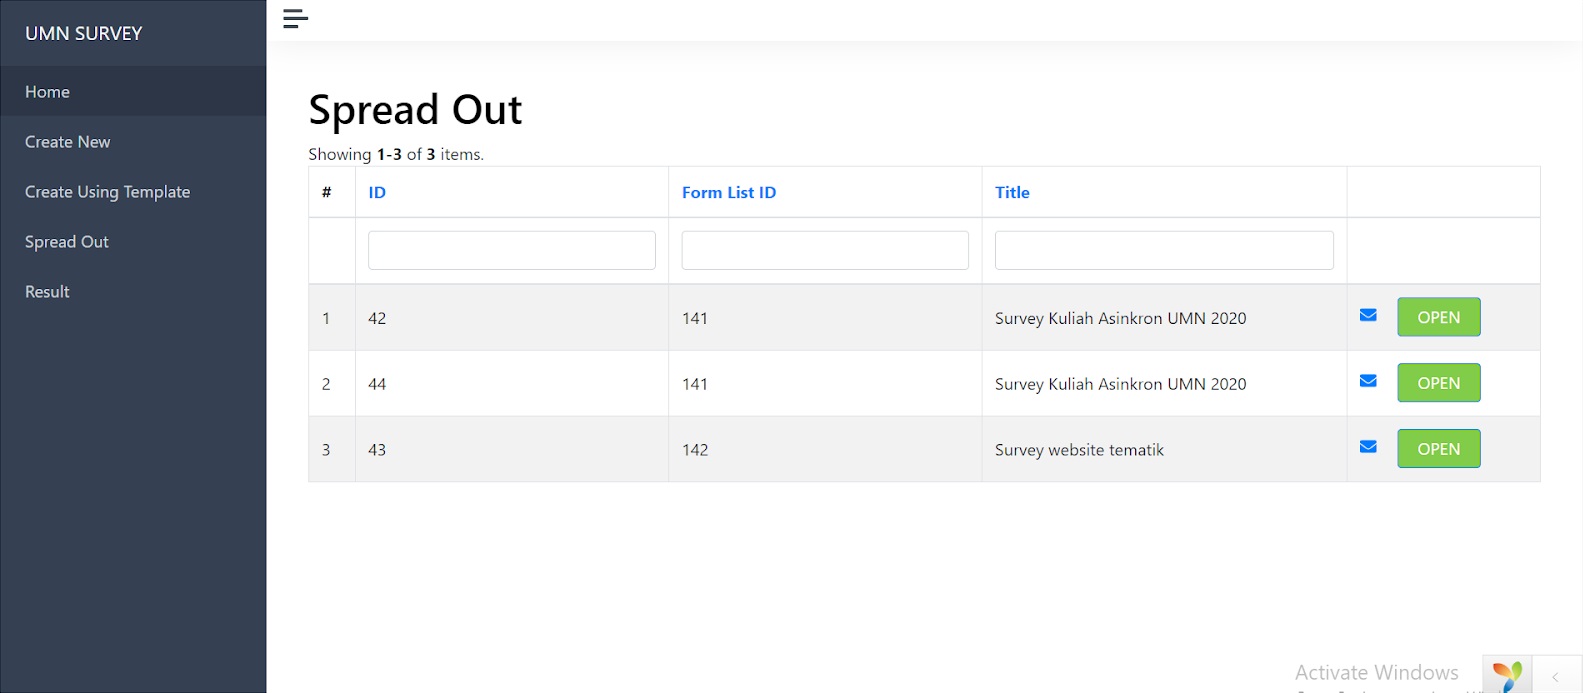 UMN SURVEY
Home
Create New
Create Using Template
Spread Out
Result
Spread Out
Showing 1-3 of 3 items.
# ID Form List ID Title
1 42 141 Survey Kuliah Asinkron UMN 2020 OPEN
2 44 141 Survey Kuliah Asinkron UMN 2020 OPEN
3 43 142 Survey website tematik OPEN
Activate Windows